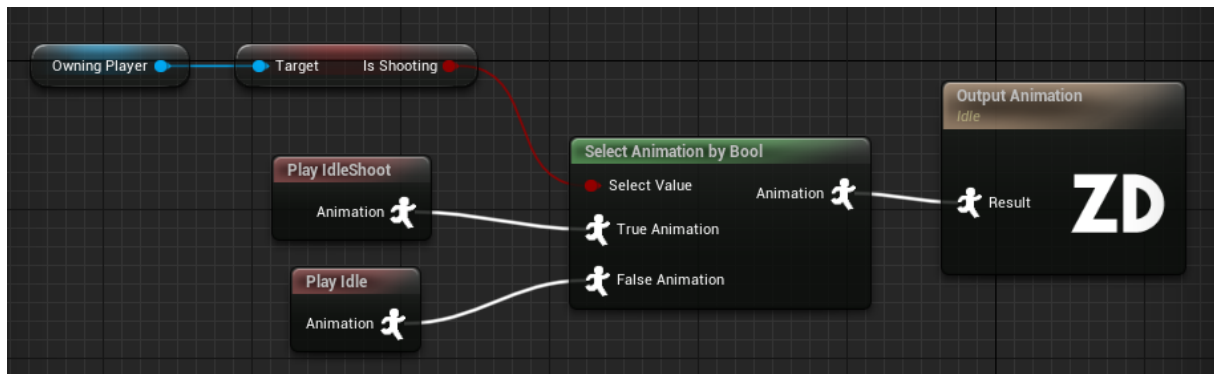 Owning Player
Target Is Shooting
Output Animation
Idle
Select Animation by Bool
Play IdleShoot
Select Value
Animation
Animation
Result
ZD
True Animation
Play Idle
False Animation
Animation